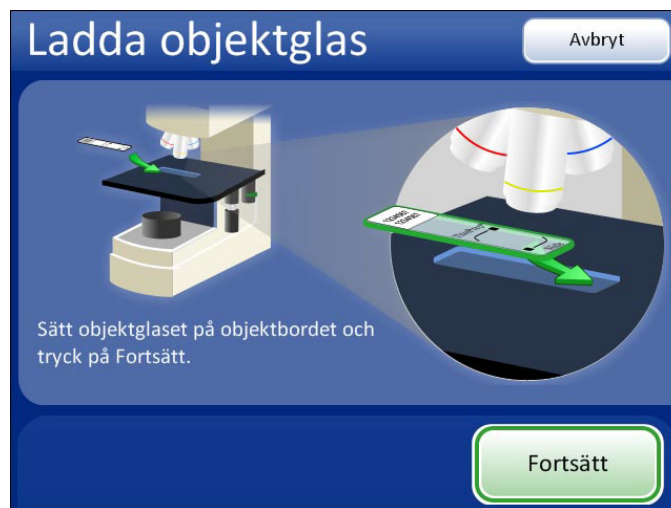 Ladda objektglas
Avbryt
Sätt objektglaset på objektbordet och
tryck på Fortsätt.
Fortsätt